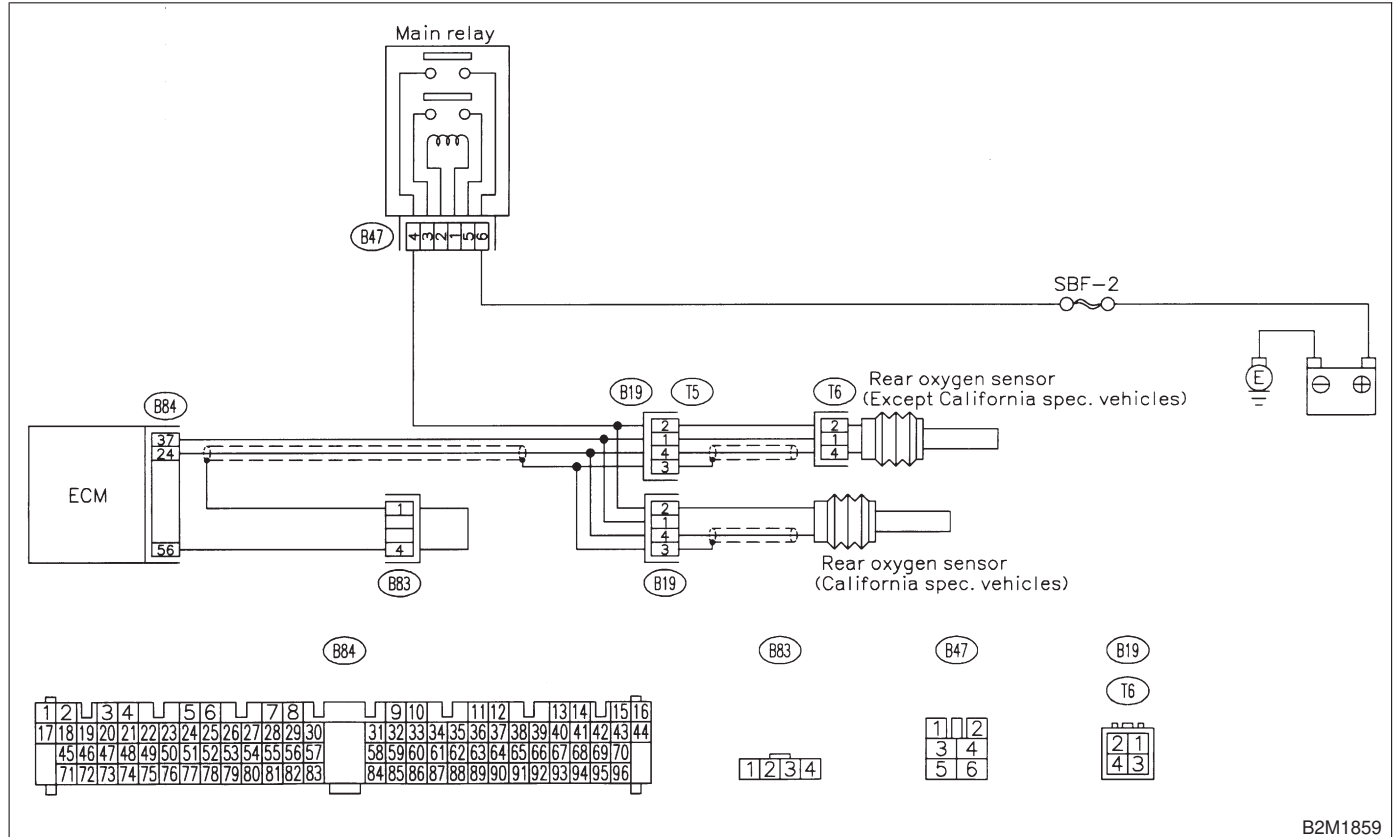 Main relay
B47
4 3 2 1 5 6
SBF-2
E
⊖ ⊕
B84
37
24
56
ECM
B83
1
4
B19
T5
2
1
4
3
T6
2
1
4
Rear oxygen sensor
(Except California spec. vehicles)
2
1
4
3
B19
Rear oxygen sensor
(California spec. vehicles)
B84
1 2 3 4 5 6 7 8 9 10 11 12 13 14 15 16
17 18 19 20 21 22 23 24 25 26 27 28 29 30 31 32 33 34 35 36 37 38 39 40 41 42 43 44
45 46 47 48 49 50 51 52 53 54 55 56 57 58 59 60 61 62 63 64 65 66 67 68 69 70
71 72 73 74 75 76 77 78 79 80 81 82 83 84 85 86 87 88 89 90 91 92 93 94 95 96
B83
1 2 3 4
B47
1 2
3 4
5 6
B19
T6
2 1
4 3
B2M1859